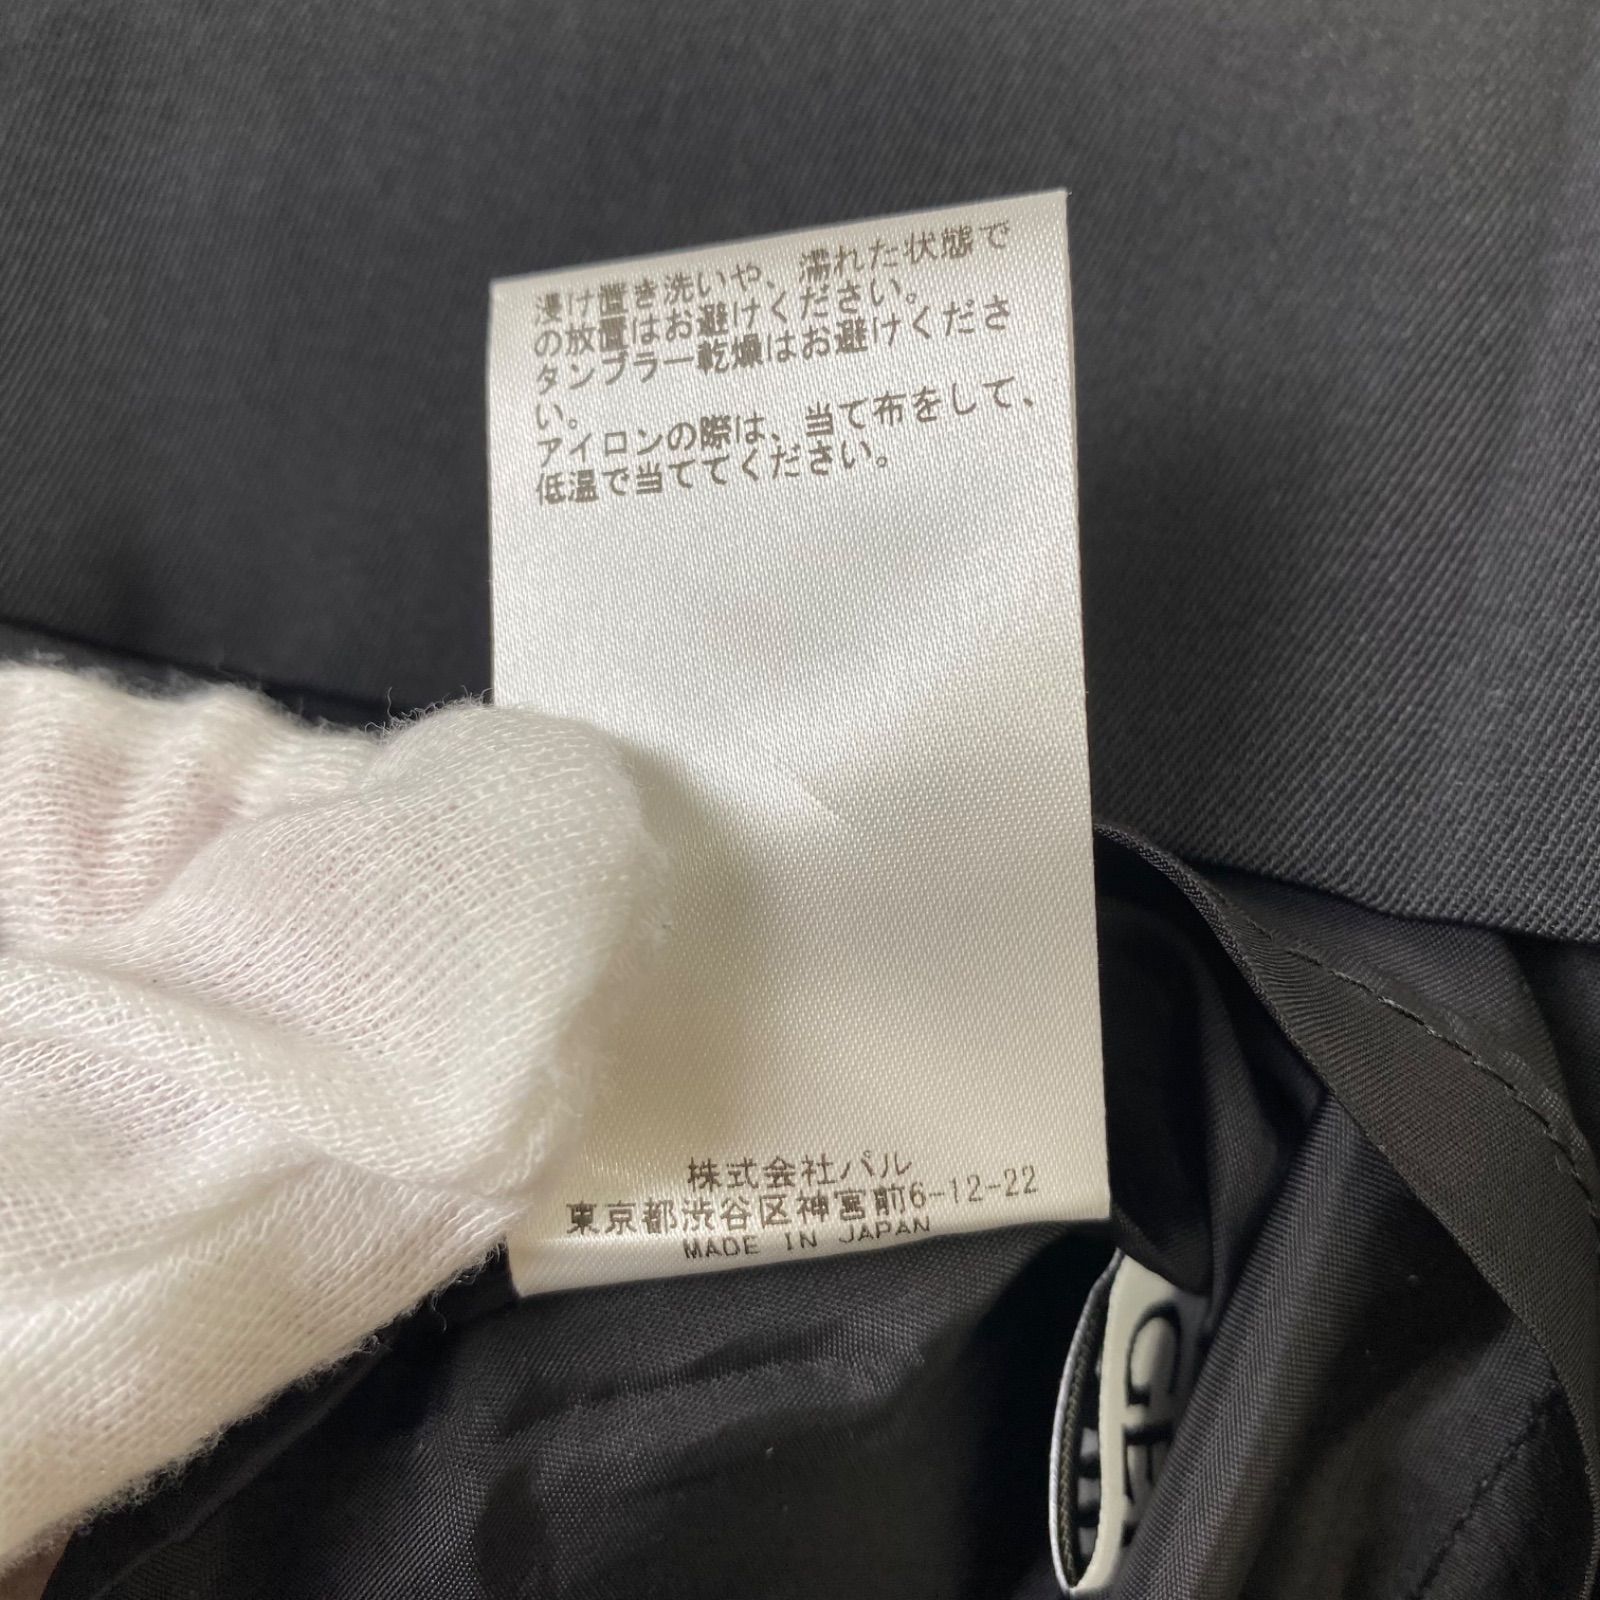 浸け置き洗いや、濡れた状態で
の放置はお避けください。
タンブラー乾燥はお避けくださ
い。
アイロンの際は、当て布をして、
低温で当ててください。
株式会社パル
東京都渋谷区神宮前6-12-22
MADE IN JAPAN